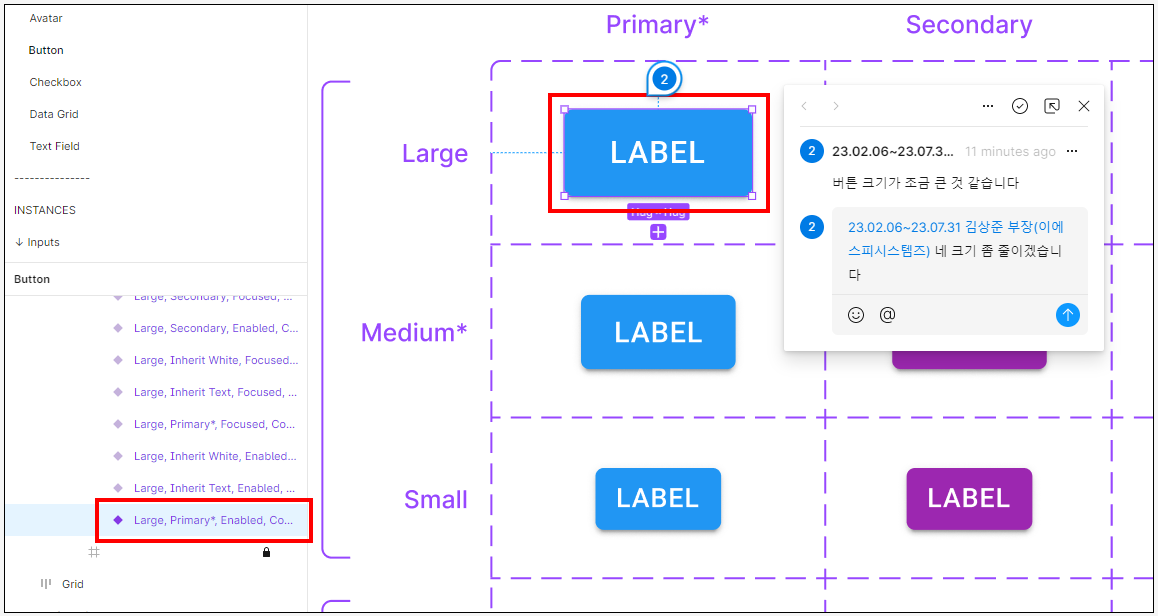 Avatar
Button
Checkbox
Data Grid
Text Field
---------------
INSTANCES
↓ Inputs
Button
Large, Secondary, Focused, ...
Large, Secondary, Enabled, C...
Large, Inherit White, Focused...
Large, Inherit Text, Focused, ...
Large, Primary*, Focused, Co...
Large, Inherit White, Enabled...
Large, Inherit Text, Enabled, ...
Large, Primary*, Enabled, Co...
Grid
Primary*
Secondary
Large
2
LABEL
Hug × Hug
Medium*
LABEL
Small
LABEL
LABEL
2
23.02.06~23.07.3...
11 minutes ago
버튼 크기가 조금 큰 것 같습니다
2
23.02.06~23.07.31 김상준 부장(이에
스피시스템즈) 네 크기 좀 줄이겠습니
다
@